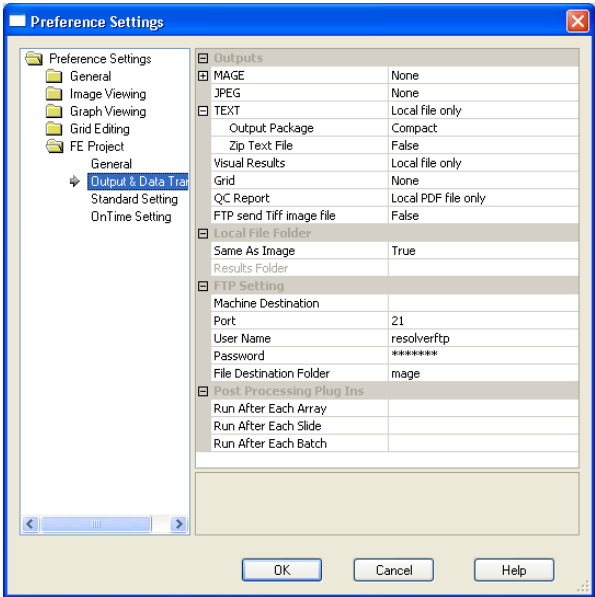 Preference Settings
Preference Settings
General
Image Viewing
Graph Viewing
Grid Editing
FE Project
General
Output & Data Tran
Standard Setting
OnTime Setting
Outputs
MAGE None
JPEG None
TEXT Local file only
Output Package Compact
Zip Text File False
Visual Results Local file only
Grid None
QC Report Local PDF file only
FTP send Tiff image file False
Local File Folder
Same As Image True
Results Folder
FTP Setting
Machine Destination
Port 21
User Name resolverftp
Password *******
File Destination Folder mage
Post Processing Plug Ins
Run After Each Array
Run After Each Slide
Run After Each Batch
OK Cancel Help